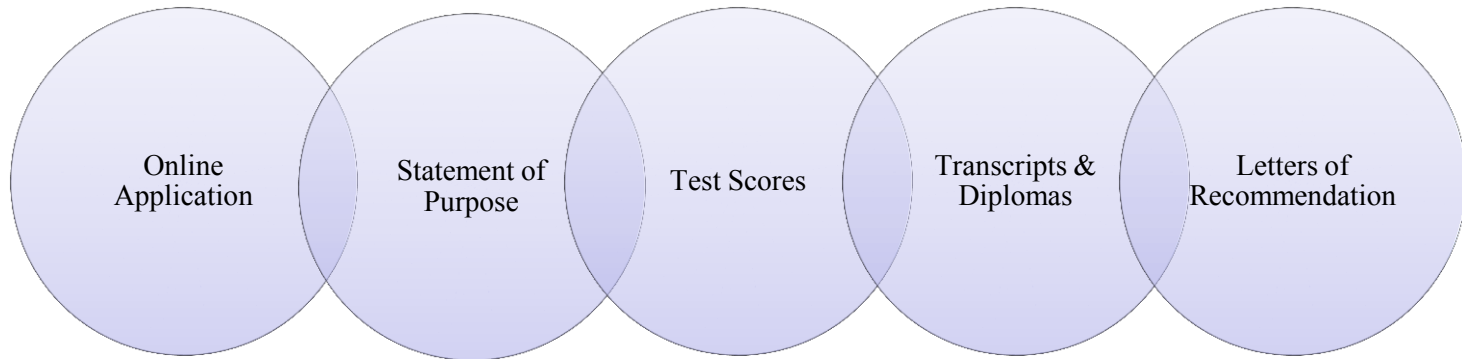 Online
Application
Statement of
Purpose
Test Scores
Transcripts &
Diplomas
Letters of
Recommendation